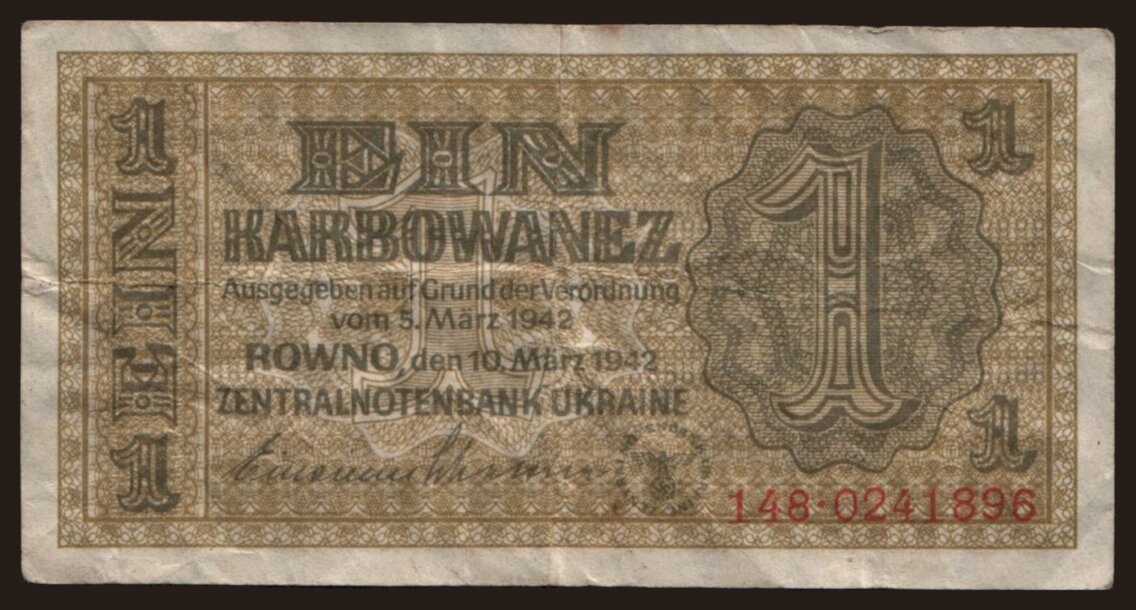 1
EIN
1
EIN
KARBOWANEZ
Ausgegeben auf Grund der Verordnung
vom 5. März 1942
ROWNO, den 10. März 1942
ZENTRALNOTENBANK UKRAINE
1
1
1
148·0241896